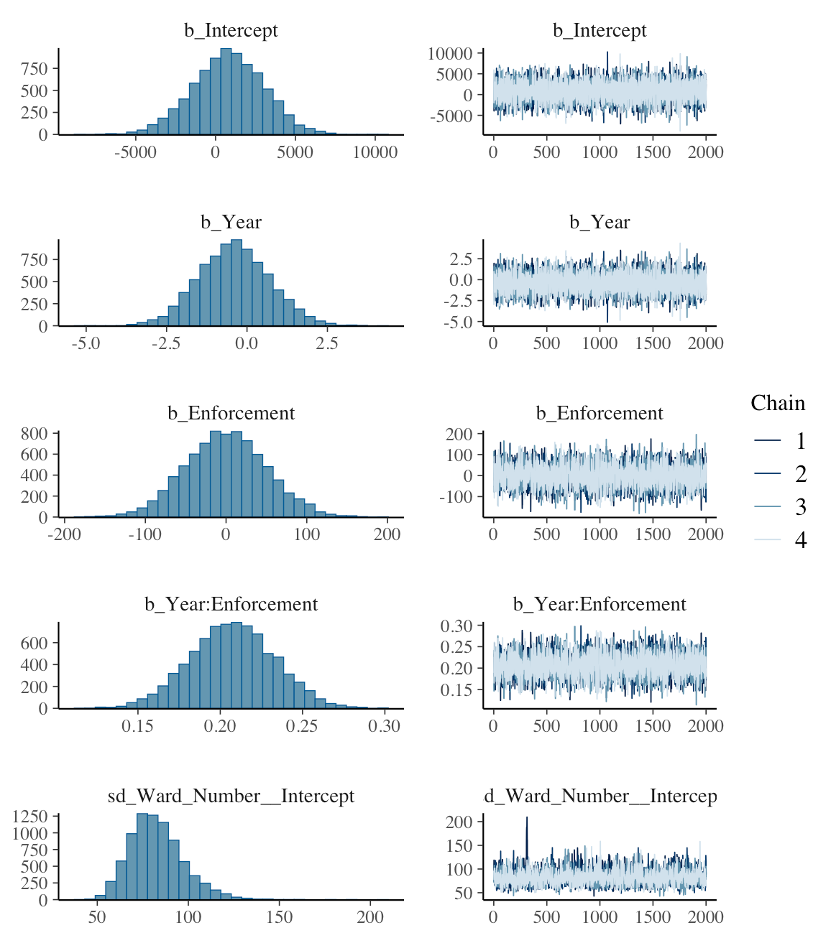 b_Intercept
750
500
250
0
-5000 0 5000 10000
b_Intercept
10000
5000
0
-5000
0 500 1000 1500 2000
b_Year
750
500
250
0
-5.0 -2.5 0.0 2.5
b_Year
2.5
0.0
-2.5
-5.0
0 500 1000 1500 2000
b_Enforcement
800
600
400
200
0
-200 -100 0 100 200
b_Enforcement
200
100
0
-100
0 500 1000 1500 2000
b_Year:Enforcement
600
400
200
0
0.15 0.20 0.25 0.30
b_Year:Enforcement
0.30
0.25
0.20
0.15
0 500 1000 1500 2000
sd_Ward_Number__Intercept
1250
1000
750
500
250
0
50 100 150 200
d_Ward_Number__Intercep
200
150
100
50
0 500 1000 1500 2000
Chain
1
2
3
4